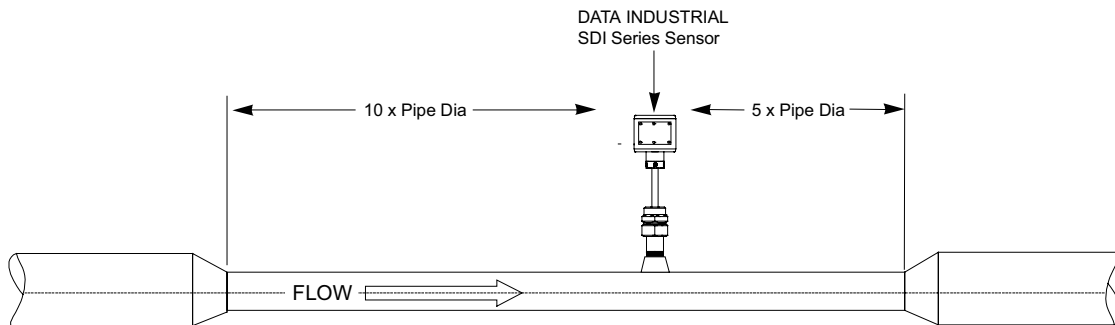 DATA INDUSTRIAL
SDI Series Sensor
10 x Pipe Dia
5 x Pipe Dia
FLOW